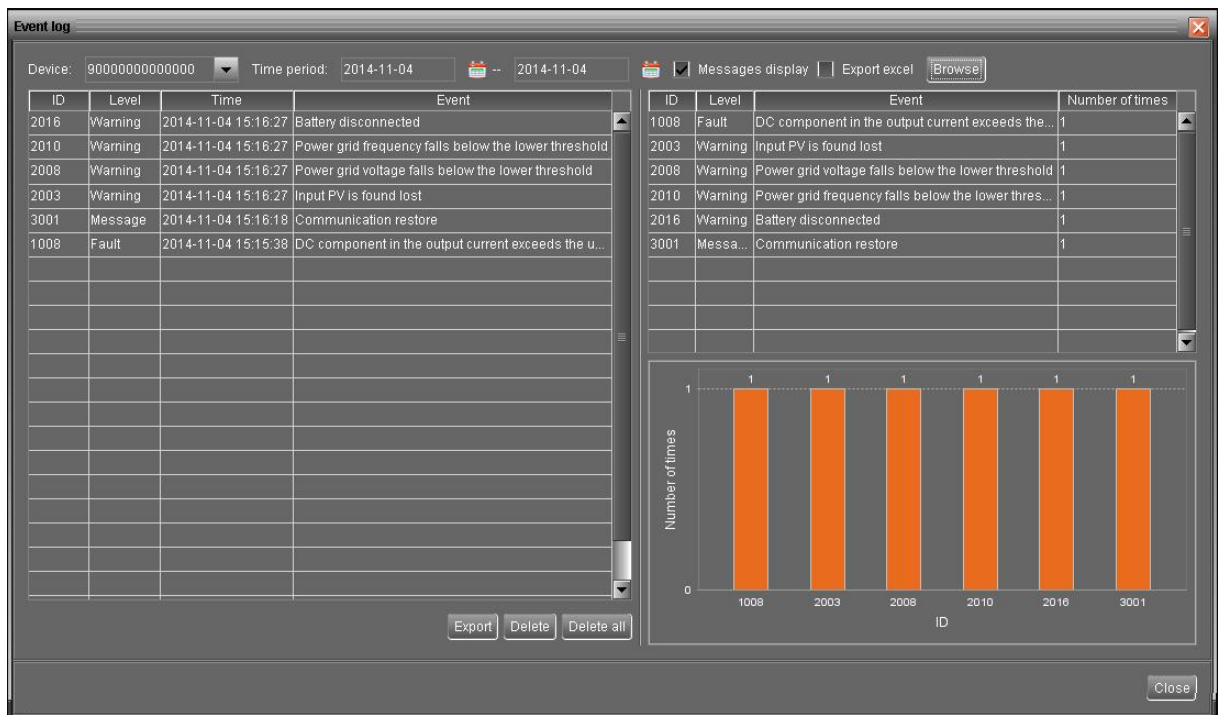 Event log
Device: 90000000000000 Time period: 2014-11-04 -- 2014-11-04 Messages display Export excel Browse
ID Level Time Event
2016 Warning 2014-11-04 15:16:27 Battery disconnected
2010 Warning 2014-11-04 15:16:27 Power grid frequency falls below the lower threshold
2008 Warning 2014-11-04 15:16:27 Power grid voltage falls below the lower threshold
2003 Warning 2014-11-04 15:16:27 Input PV is found lost
3001 Message 2014-11-04 15:16:18 Communication restore
1008 Fault 2014-11-04 15:15:38 DC component in the output current exceeds the u...
Export Delete Delete all
ID Level Event Number of times
1008 Fault DC component in the output current exceeds the... 1
2003 Warning Input PV is found lost 1
2008 Warning Power grid voltage falls below the lower threshold 1
2010 Warning Power grid frequency falls below the lower thres... 1
2016 Warning Battery disconnected 1
3001 Messa... Communication restore 1
1 1 1 1 1 1
1
Number of times
0
1008 2003 2008 2010 2016 3001
ID
Close